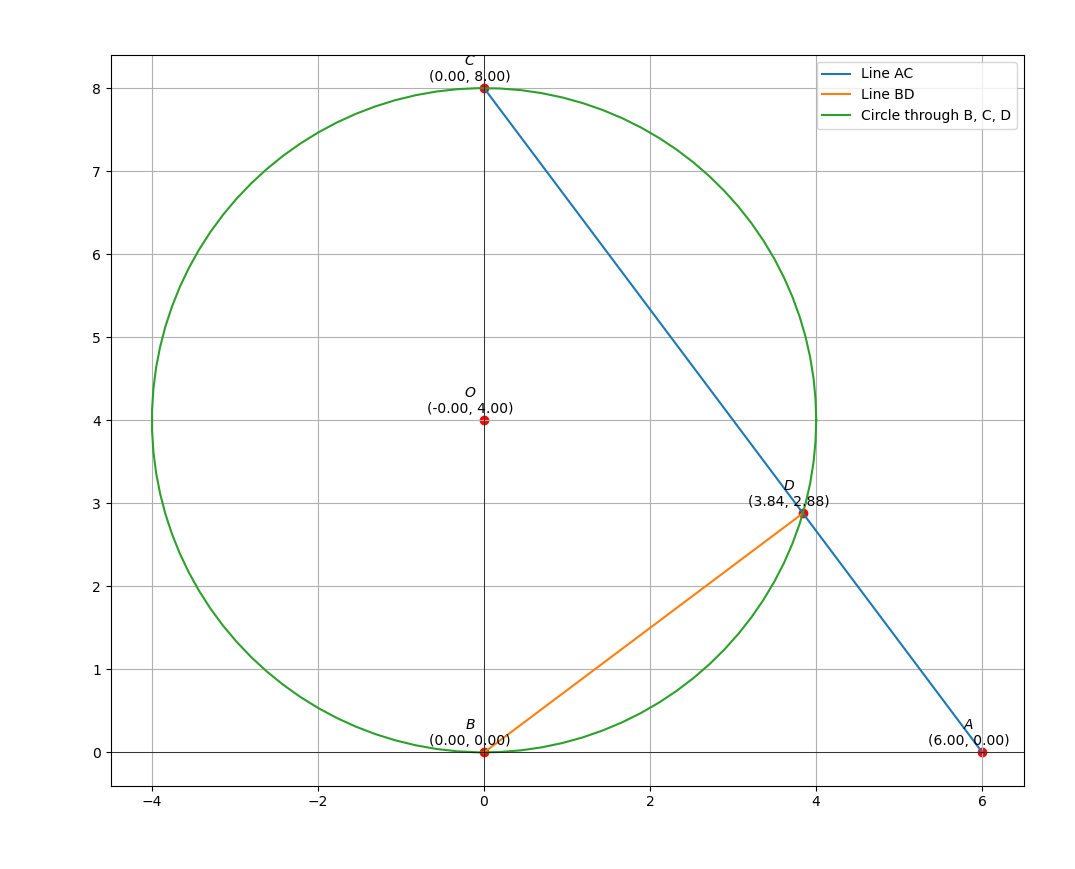 C
(0.00, 8.00)
Line AC
Line BD
Circle through B, C, D
8
7
6
5
O
(-0.00, 4.00)
4
D
(3.84, 2.88)
3
2
1
B
(0.00, 0.00)
A
(6.00, 0.00)
0
−4 −2 0 2 4 6